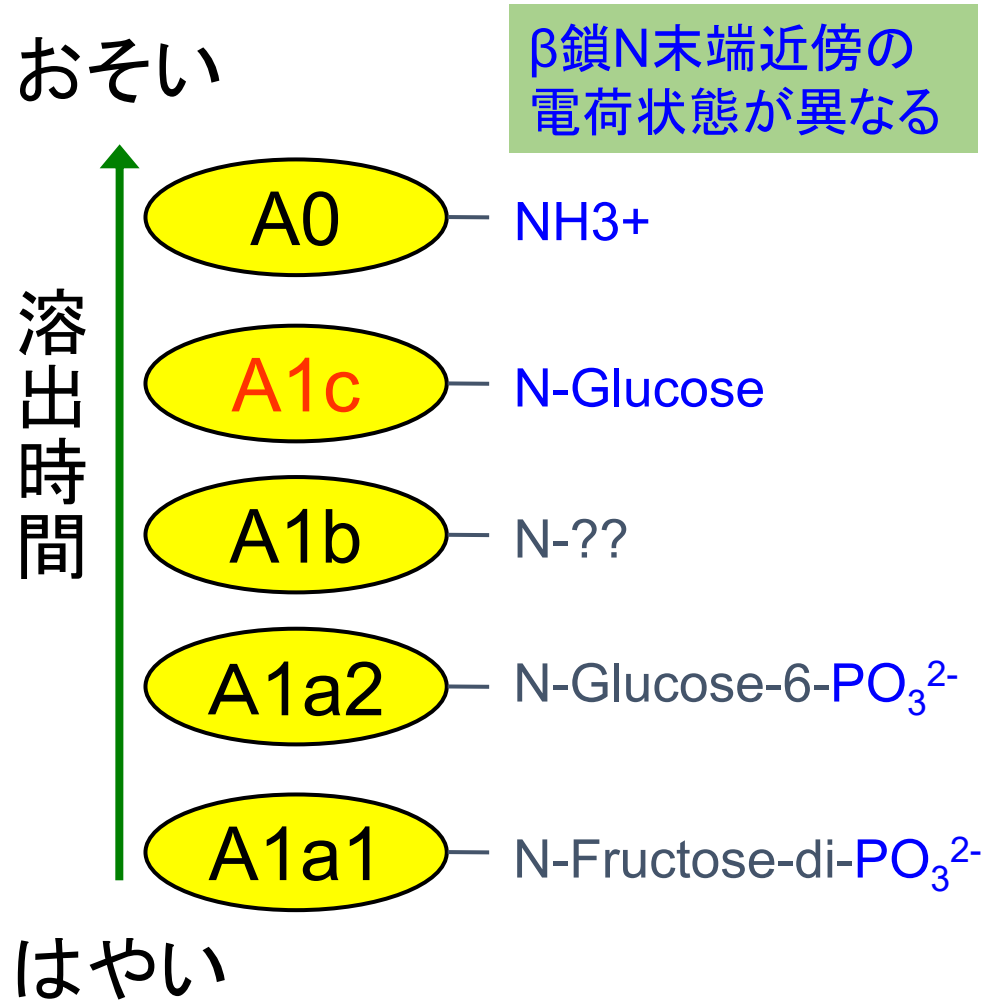 おそい
β鎖N末端近傍の
電荷状態が異なる
A0
NH3+
溶出時間
A1c
N-Glucose
A1b
N-??
A1a2
N-Glucose-6-PO₃²⁻
A1a1
N-Fructose-di-PO₃²⁻
はやい